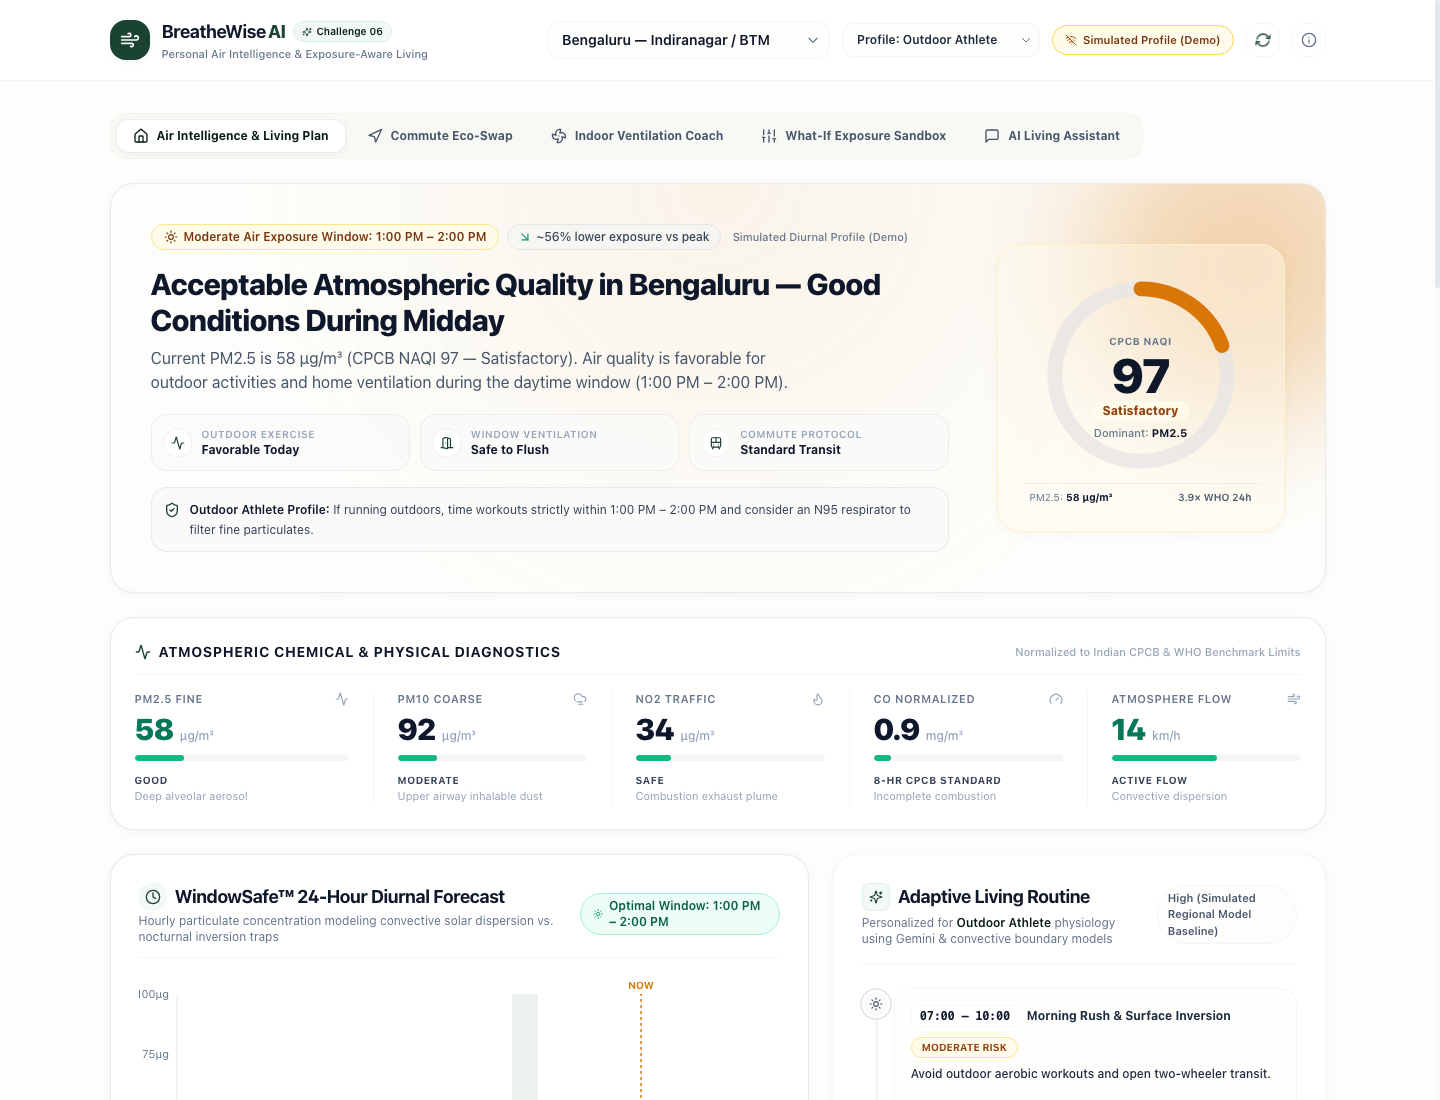 BreatheWise AI
Challenge 06
Personal Air Intelligence & Exposure-Aware Living
Bengaluru — Indiranagar / BTM
Profile: Outdoor Athlete
Simulated Profile (Demo)
Air Intelligence & Living Plan
Commute Eco-Swap
Indoor Ventilation Coach
What-If Exposure Sandbox
AI Living Assistant
Moderate Air Exposure Window: 1:00 PM – 2:00 PM
~56% lower exposure vs peak
Simulated Diurnal Profile (Demo)
Acceptable Atmospheric Quality in Bengaluru — Good
Conditions During Midday
Current PM2.5 is 58 µg/m³ (CPCB NAQI 97 — Satisfactory). Air quality is favorable for
outdoor activities and home ventilation during the daytime window (1:00 PM – 2:00 PM).
OUTDOOR EXERCISE
Favorable Today
WINDOW VENTILATION
Safe to Flush
COMMUTE PROTOCOL
Standard Transit
Outdoor Athlete Profile: If running outdoors, time workouts strictly within 1:00 PM – 2:00 PM and consider an N95 respirator to
filter fine particulates.
CPCB NAQI
97
Satisfactory
Dominant: PM2.5
PM2.5: 58 µg/m³
3.9× WHO 24h
ATMOSPHERIC CHEMICAL & PHYSICAL DIAGNOSTICS
Normalized to Indian CPCB & WHO Benchmark Limits
PM2.5 FINE
58 µg/m³
GOOD
Deep alveolar aerosol
PM10 COARSE
92 µg/m³
MODERATE
Upper airway inhalable dust
NO2 TRAFFIC
34 µg/m³
SAFE
Combustion exhaust plume
CO NORMALIZED
0.9 mg/m³
8-HR CPCB STANDARD
Incomplete combustion
ATMOSPHERE FLOW
14 km/h
ACTIVE FLOW
Convective dispersion
WindowSafe™ 24-Hour Diurnal Forecast
Hourly particulate concentration modeling convective solar dispersion vs.
nocturnal inversion traps
Optimal Window: 1:00 PM
– 2:00 PM
NOW
100µg
75µg
Adaptive Living Routine
Personalized for Outdoor Athlete physiology
using Gemini & convective boundary models
High (Simulated
Regional Model
Baseline)
07:00 – 10:00
Morning Rush & Surface Inversion
MODERATE RISK
Avoid outdoor aerobic workouts and open two-wheeler transit.